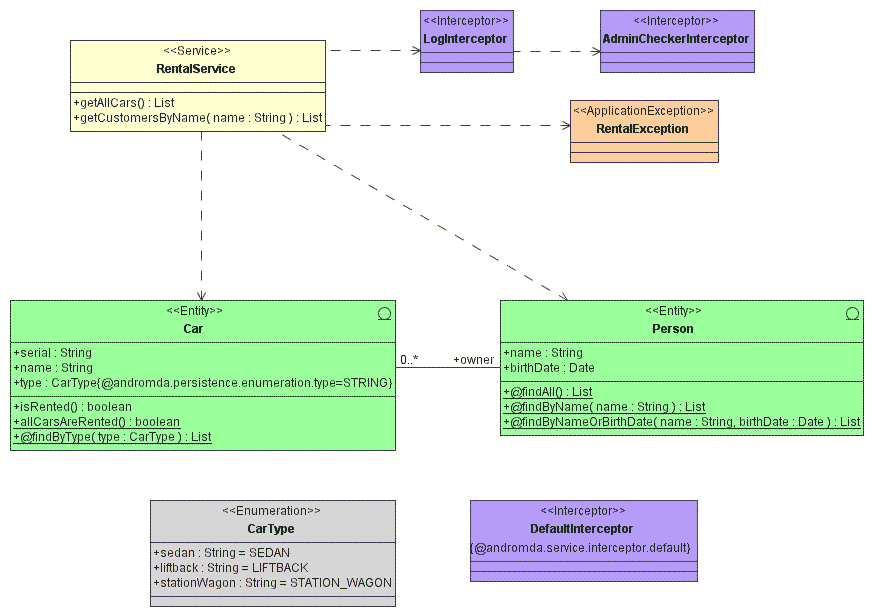 <<Service>>
RentalService
+getAllCars() : List
+getCustomersByName( name : String ) : List
<<Interceptor>>
LogInterceptor
<<Interceptor>>
AdminCheckerInterceptor
<<ApplicationException>>
RentalException
<<Entity>>
Car
+serial : String
+name : String
+type : CarType{@andromda.persistence.enumeration.type=STRING}
+isRented() : boolean
+allCarsAreRented() : boolean
+@findByType( type : CarType ) : List
0..*
+owner
<<Entity>>
Person
+name : String
+birthDate : Date
+@findAll() : List
+@findByName( name : String ) : List
+@findByNameOrBirthDate( name : String, birthDate : Date ) : List
<<Enumeration>>
CarType
+sedan : String = SEDAN
+liftback : String = LIFTBACK
+stationWagon : String = STATION_WAGON
<<Interceptor>>
DefaultInterceptor
{@andromda.service.interceptor.default}